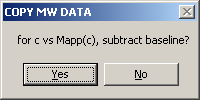 COPY MW DATA
for c vs Mapp(c), subtract baseline?
Yes
No